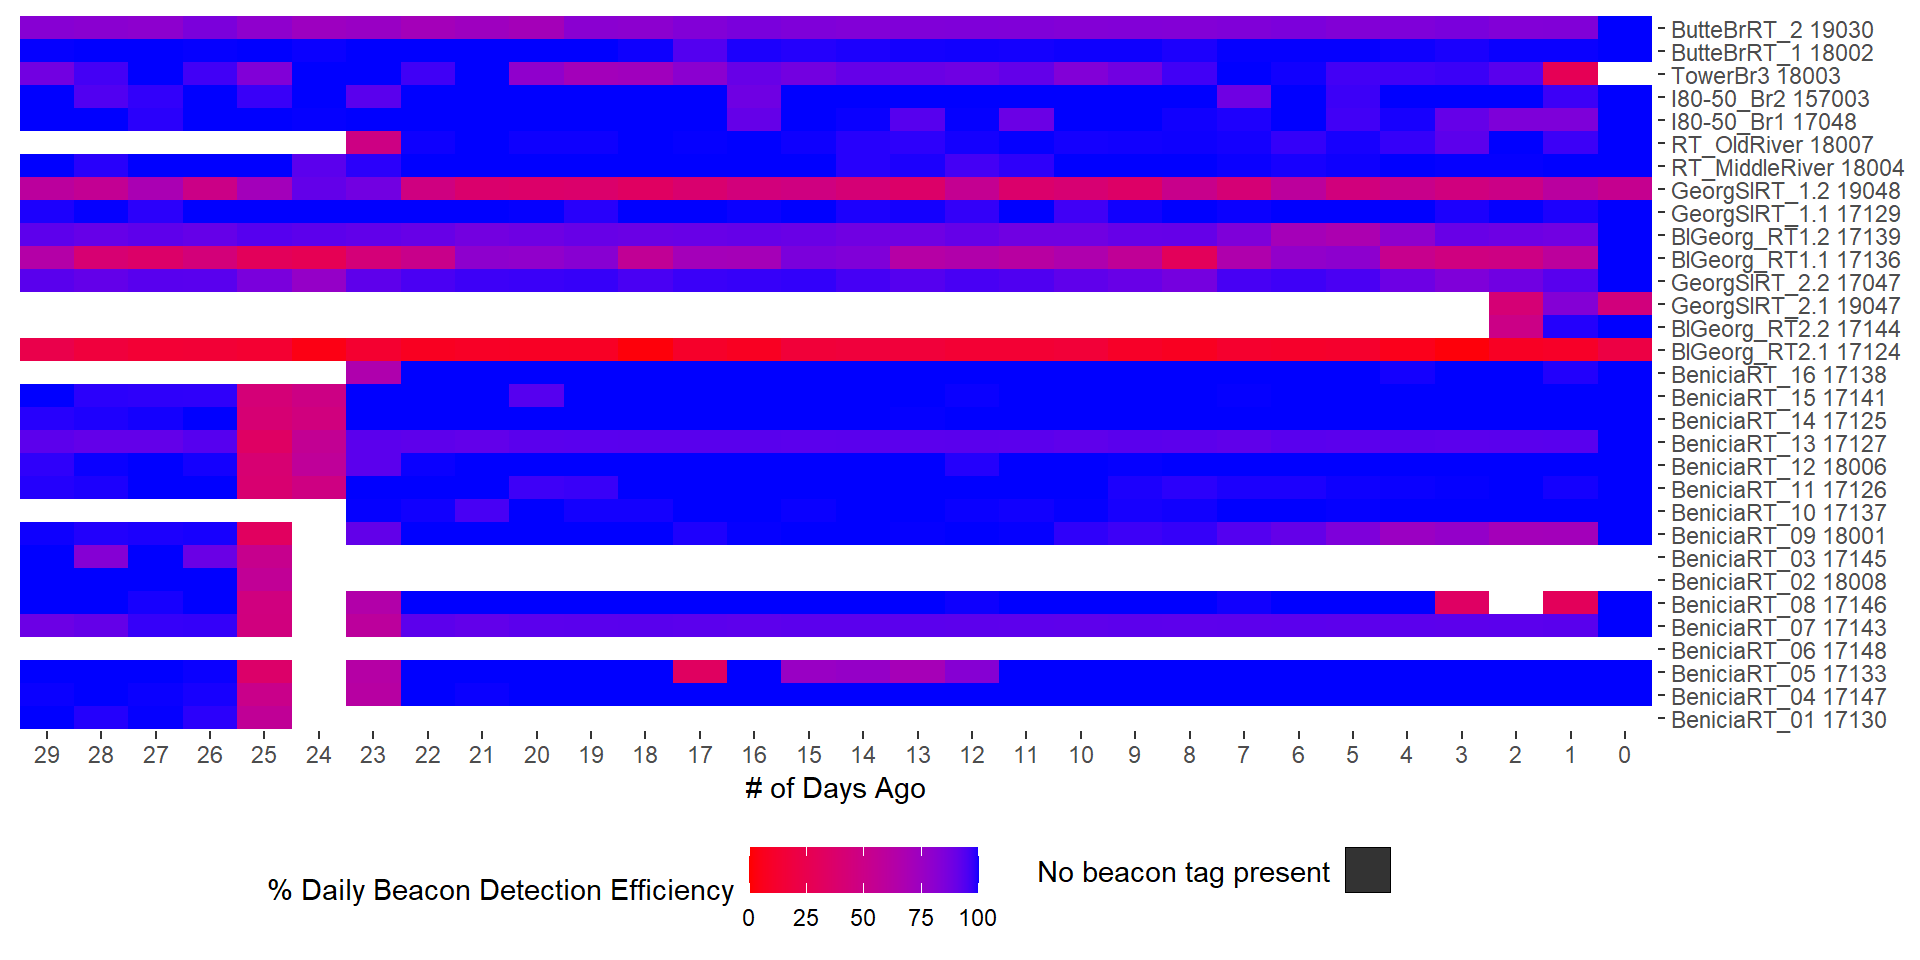 ButteBrRT_2 19030
ButteBrRT_1 18002
TowerBr3 18003
I80-50_Br2 157003
I80-50_Br1 17048
RT_OldRiver 18007
RT_MiddleRiver 18004
GeorgSlRT_1.2 19048
GeorgSlRT_1.1 17129
BlGeorg_RT1.2 17139
BlGeorg_RT1.1 17136
GeorgSlRT_2.2 17047
GeorgSlRT_2.1 19047
BlGeorg_RT2.2 17144
BlGeorg_RT2.1 17124
BeniciaRT_16 17138
BeniciaRT_15 17141
BeniciaRT_14 17125
BeniciaRT_13 17127
BeniciaRT_12 18006
BeniciaRT_11 17126
BeniciaRT_10 17137
BeniciaRT_09 18001
BeniciaRT_03 17145
BeniciaRT_02 18008
BeniciaRT_08 17146
BeniciaRT_07 17143
BeniciaRT_06 17148
BeniciaRT_05 17133
BeniciaRT_04 17147
BeniciaRT_01 17130
29 28 27 26 25 24 23 22 21 20 19 18 17 16 15 14 13 12 11 10 9 8 7 6 5 4 3 2 1 0
# of Days Ago
% Daily Beacon Detection Efficiency
0 25 50 75 100
No beacon tag present